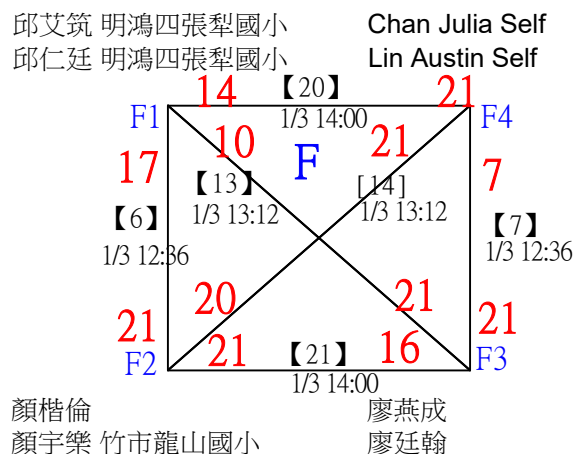 邱艾筑 明鴻四張犁國小 Chan Julia Self
邱仁廷 明鴻四張犁國小 Lin Austin Self
14 【20】 21
F1 1/3 14:00 F4
10 F 21
17 【13】 [14] 7
1/3 13:12 1/3 13:12
【6】 【7】
1/3 12:36 1/3 12:36
20 21
21 21
F2 21 【21】 16 F3
1/3 14:00
顏楷倫 廖燕成
顏宇樂 竹市龍山國小 廖廷翰